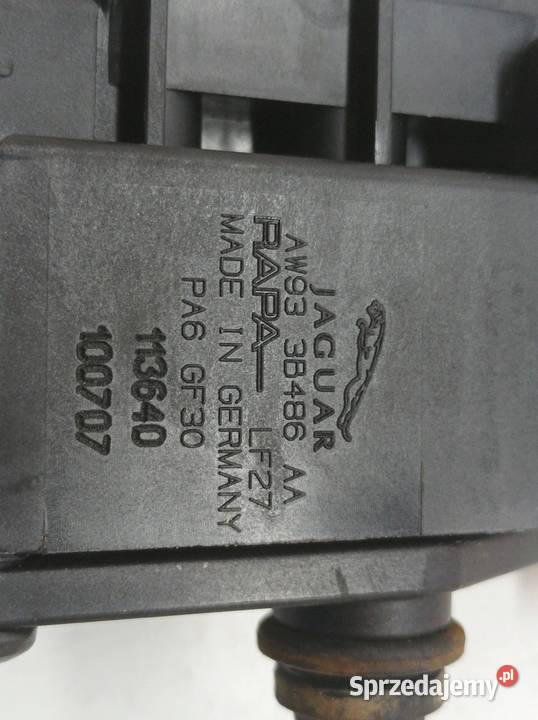 JAGUAR
AW93 3B486 AA
RAPA LF27
MADE IN GERMANY
PA6 GF30
113640
100707
Sprzedajemy.pl